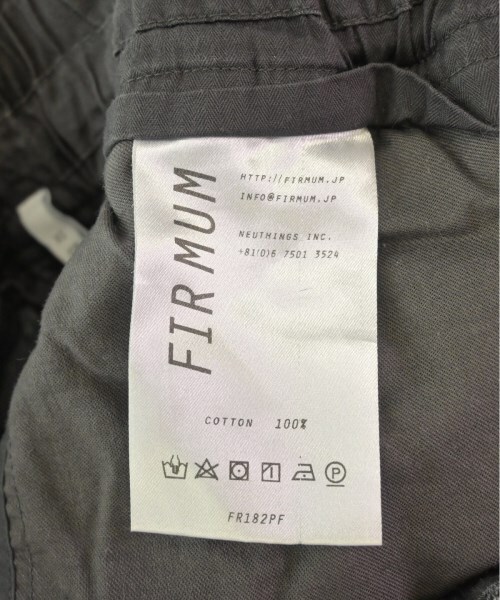 FIRMUM
HTTP://FIRMUM.JP
INFO@FIRMUM.JP
NEUTHINGS INC.
+81(0)6 7501 3524
COTTON 100%
P
FR182PF